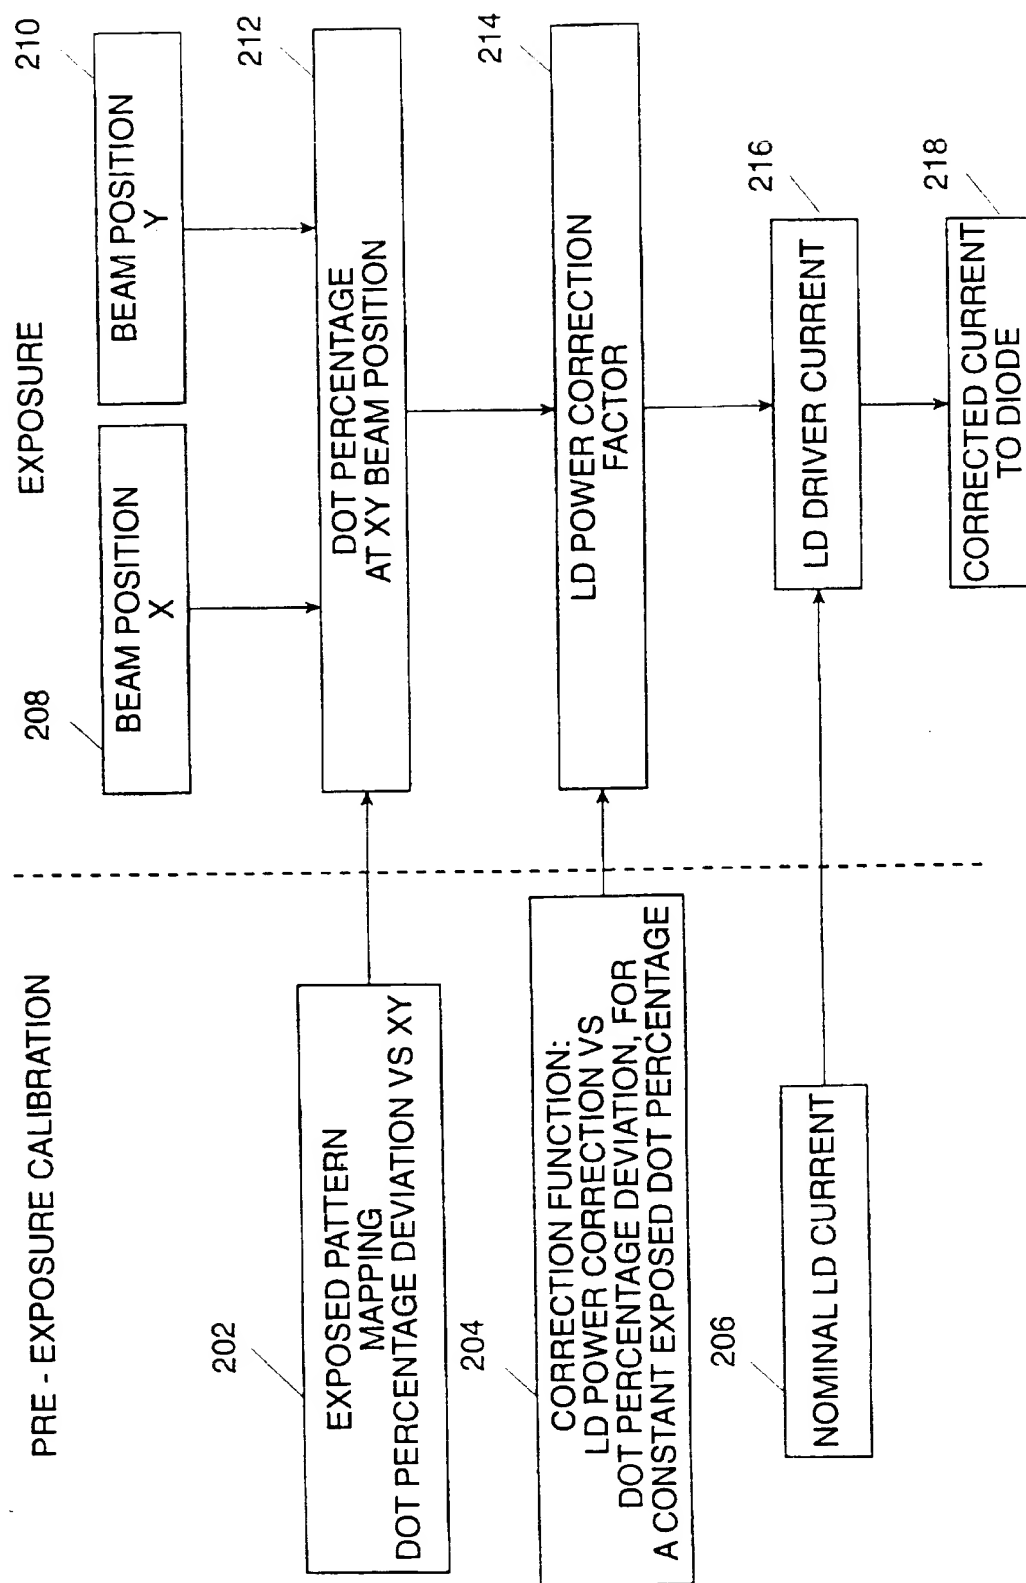 PRE - EXPOSURE CALIBRATION
EXPOSURE
208
BEAM POSITION
X
210
BEAM POSITION
Y
202
EXPOSED PATTERN
MAPPING
DOT PERCENTAGE DEVIATION VS XY
212
DOT PERCENTAGE
AT XY BEAM POSITION
204
CORRECTION FUNCTION:
LD POWER CORRECTION VS
DOT PERCENTAGE DEVIATION, FOR
A CONSTANT EXPOSED DOT PERCENTAGE
214
LD POWER CORRECTION
FACTOR
206
NOMINAL LD CURRENT
216
LD DRIVER CURRENT
218
CORRECTED CURRENT
TO DIODE